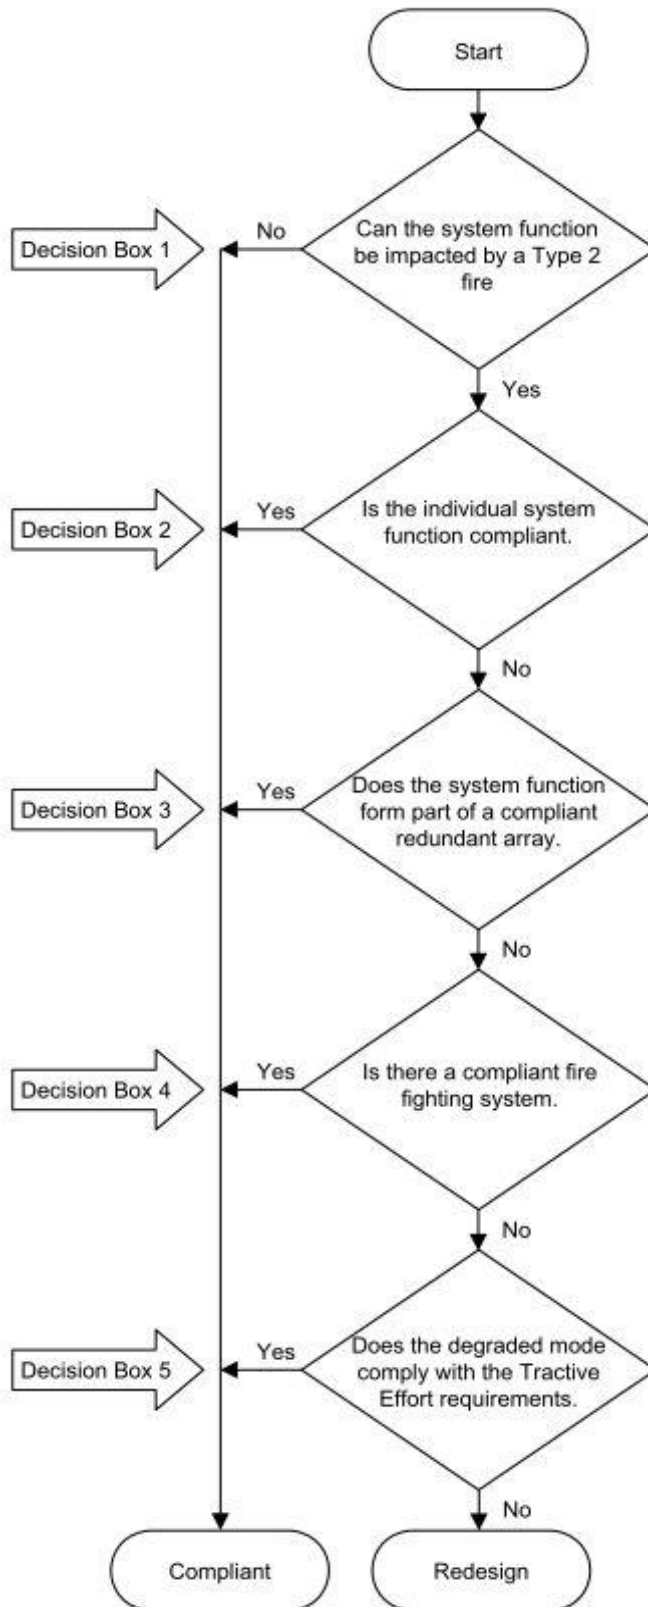 Start
Decision Box 1
No
Can the system function
be impacted by a Type 2
fire
Yes
Decision Box 2
Yes
Is the individual system
function compliant.
No
Decision Box 3
Yes
Does the system function
form part of a compliant
redundant array.
No
Decision Box 4
Yes
Is there a compliant fire
fighting system.
No
Decision Box 5
Yes
Does the degraded mode
comply with the Tractive
Effort requirements.
No
Compliant
Redesign